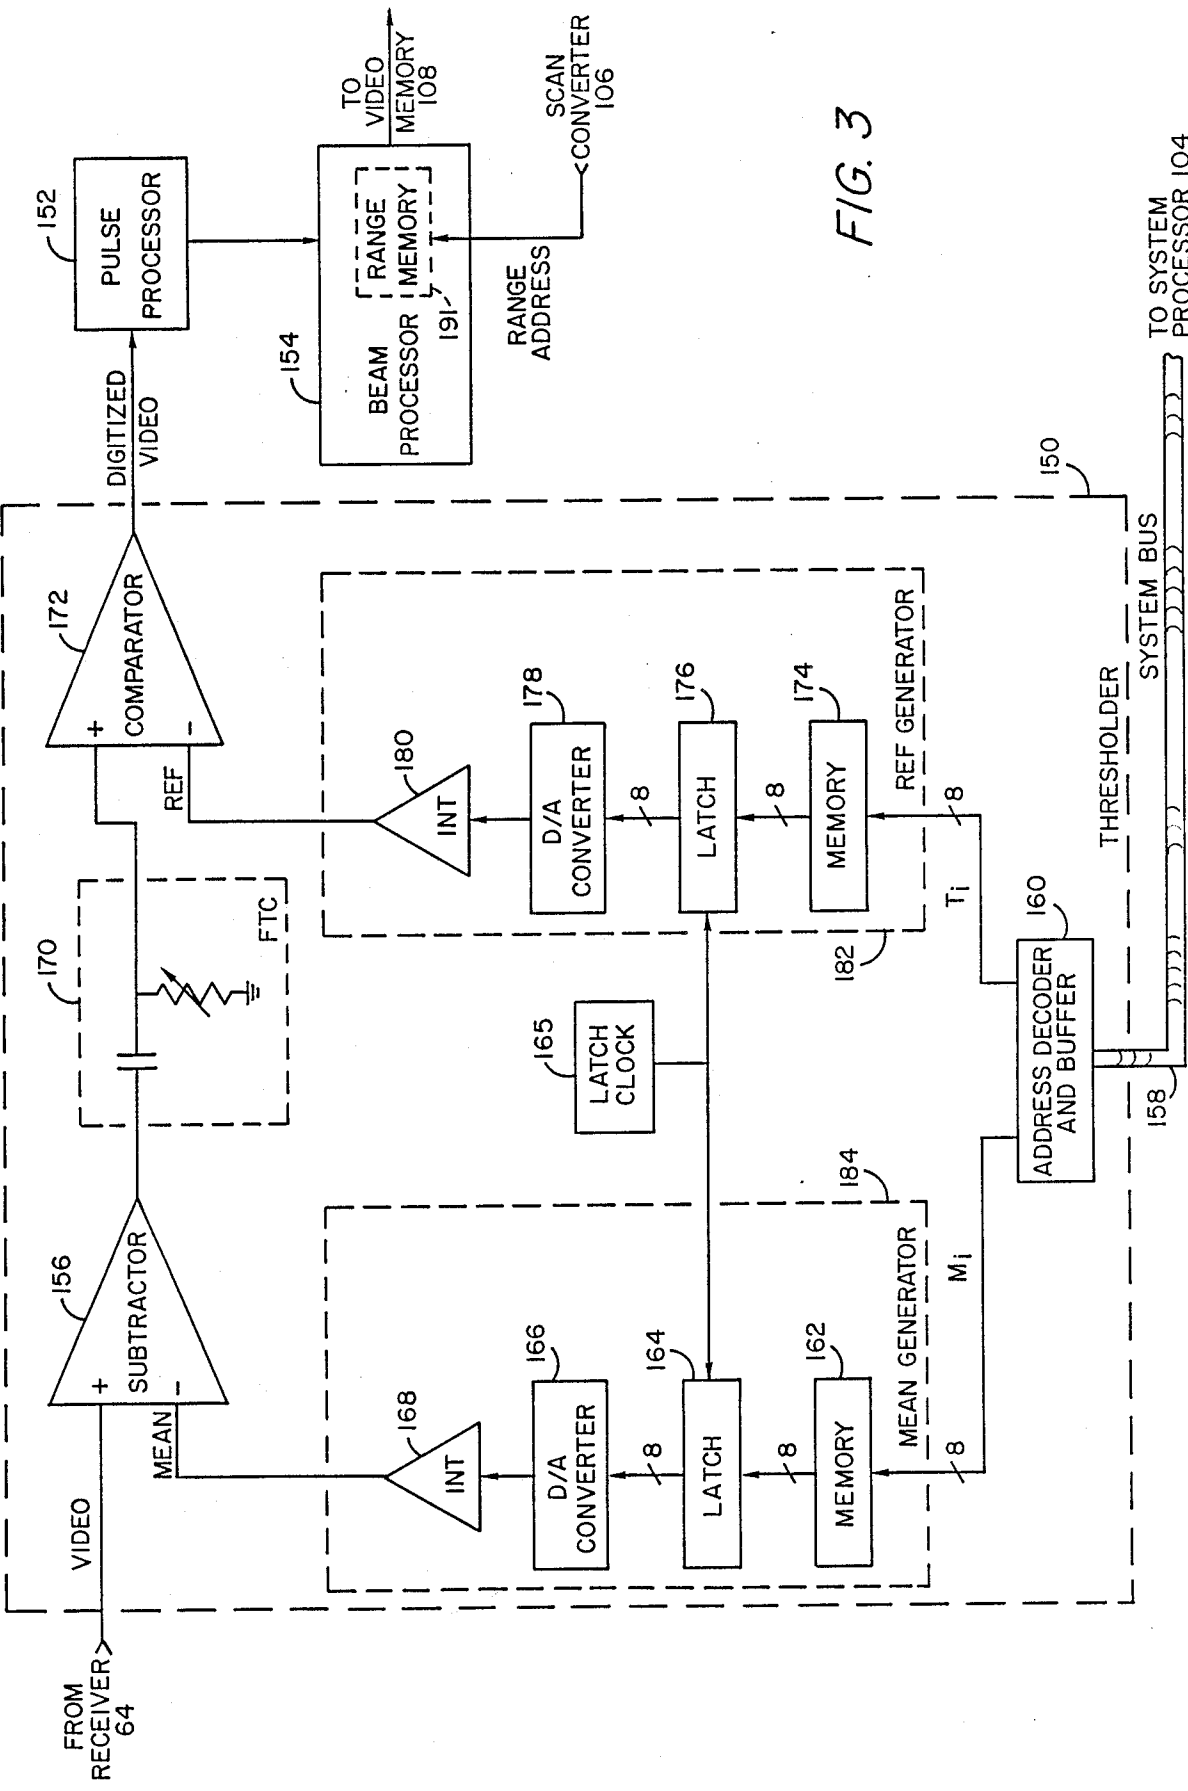 FROM
RECEIVER
64
VIDEO
MEAN
+
-
SUBTRACTOR
156
170
FTC
REF
+
-
COMPARATOR
172
DIGITIZED
VIDEO
PULSE
PROCESSOR
152
TO
VIDEO
MEMORY
108
BEAM
PROCESSOR
154
RANGE
MEMORY
191
RANGE
ADDRESS
SCAN
CONVERTER
106
INT
168
D/A
CONVERTER
166
8
LATCH
164
8
MEMORY
162
MEAN GENERATOR
184
8
Mi
LATCH
CLOCK
165
INT
180
D/A
CONVERTER
178
8
LATCH
176
8
MEMORY
174
REF GENERATOR
182
8
Ti
ADDRESS DECODER
AND BUFFER
160
THRESHOLDER
150
158
SYSTEM BUS
TO SYSTEM
PROCESSOR 104
FIG. 3